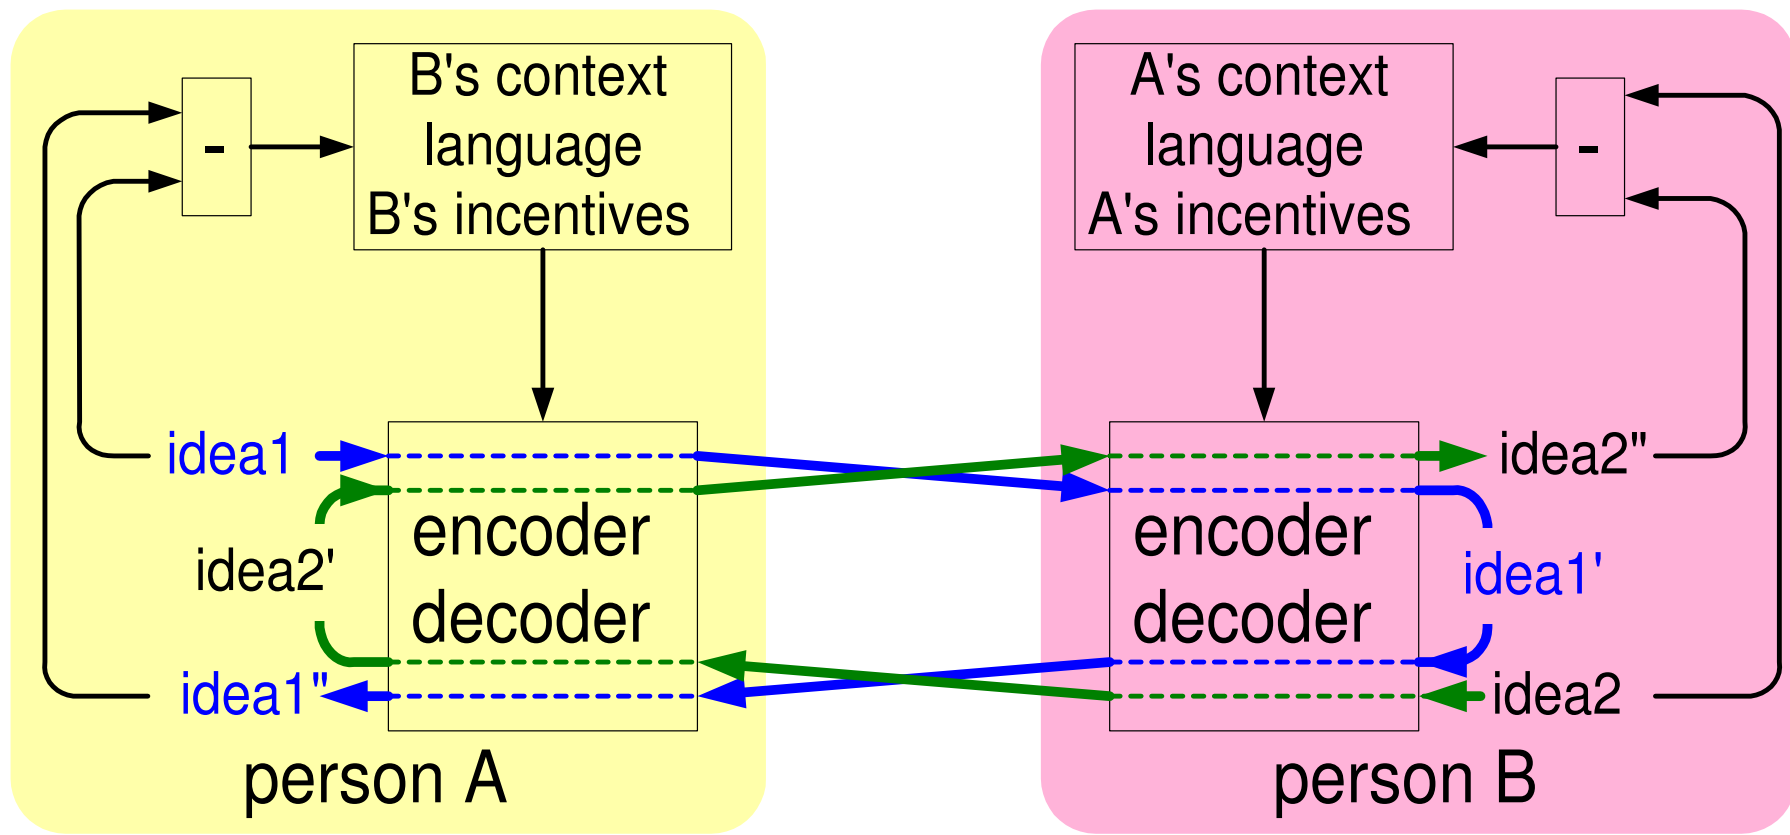 B's context
language
B's incentives
-
idea1
idea2'
idea1"
encoder
decoder
person A
A's context
language
A's incentives
-
encoder
decoder
idea2"
idea1'
idea2
person B